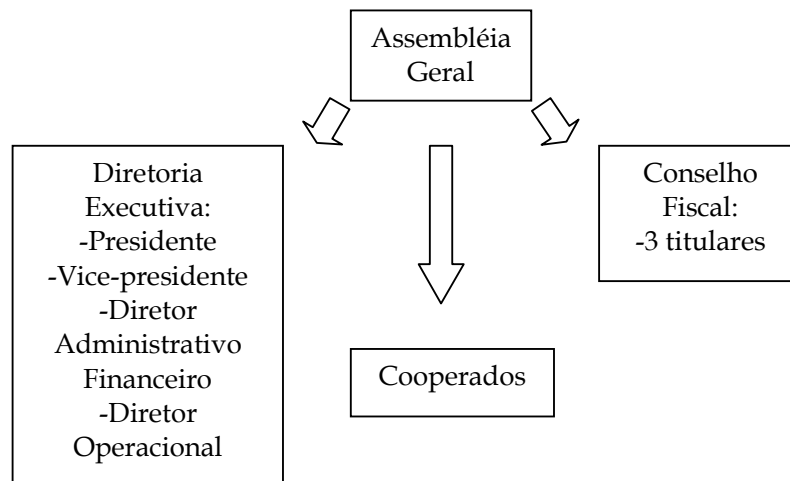 Assembléia
Geral
Diretoria
Executiva:
-Presidente
-Vice-presidente
-Diretor
Administrativo
Financeiro
-Diretor
Operacional
Cooperados
Conselho
Fiscal:
-3 titulares